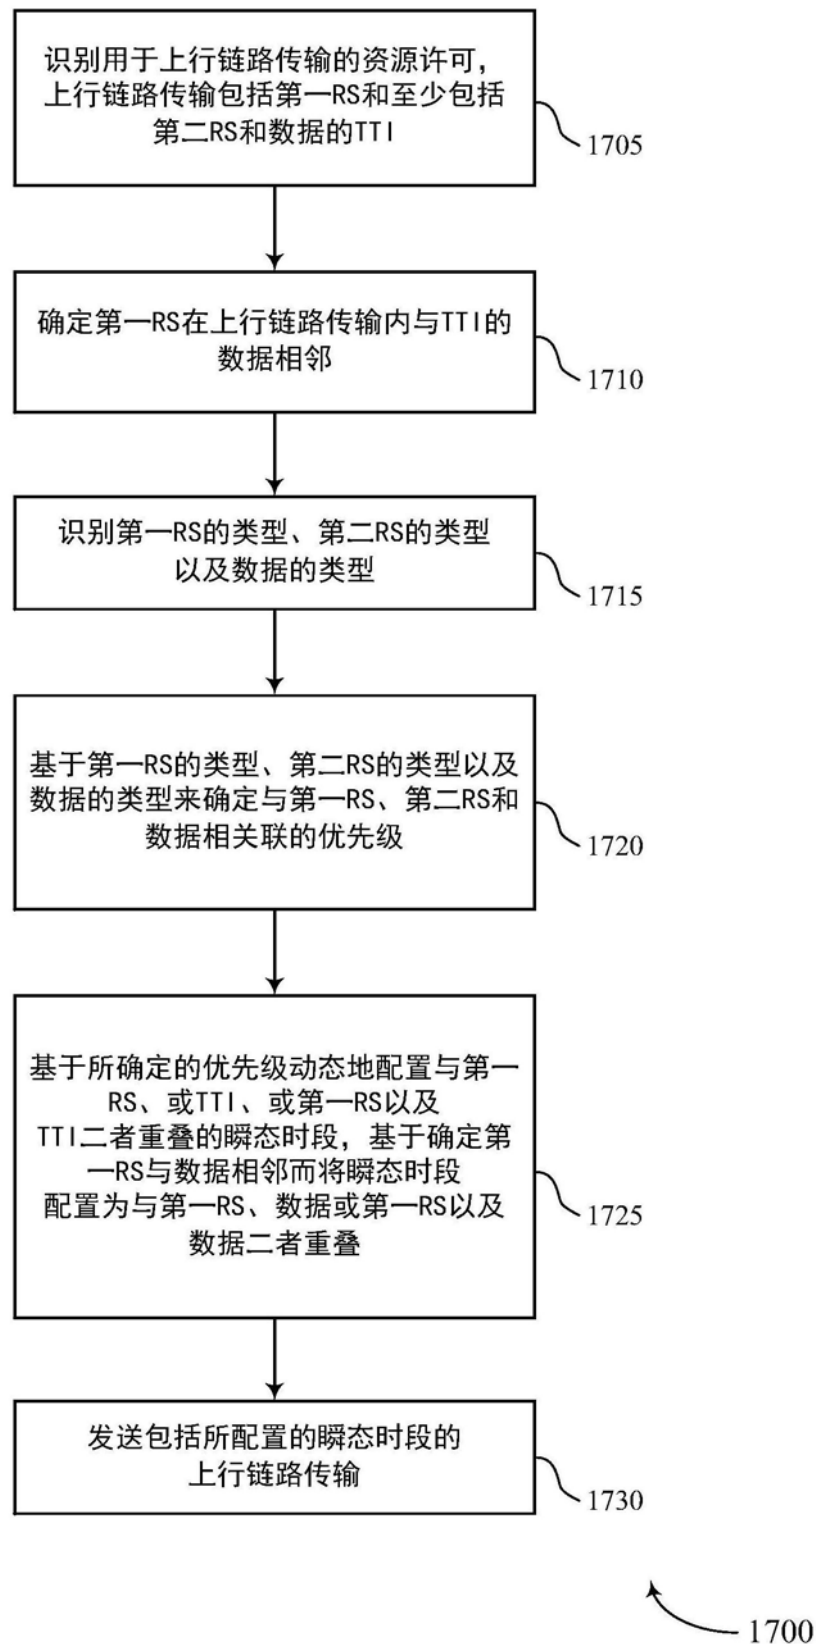 识别用于上行链路传输的资源许可，
上行链路传输包括第一RS和至少包括
第二RS和数据的TTI
1705
确定第一RS在上行链路传输内与TTI的
数据相邻
1710
识别第一RS的类型、第二RS的类型
以及数据的类型
1715
基于第一RS的类型、第二RS的类型以及
数据的类型来确定与第一RS、第二RS和
数据相关联的优先级
1720
基于所确定的优先级动态地配置与第一
RS、或TTI、或第一RS以及
TTI二者重叠的瞬态时段，基于确定第
一RS与数据相邻而将瞬态时段
配置为与第一RS、数据或第一RS以及
数据二者重叠
1725
发送包括所配置的瞬态时段的
上行链路传输
1730
1700